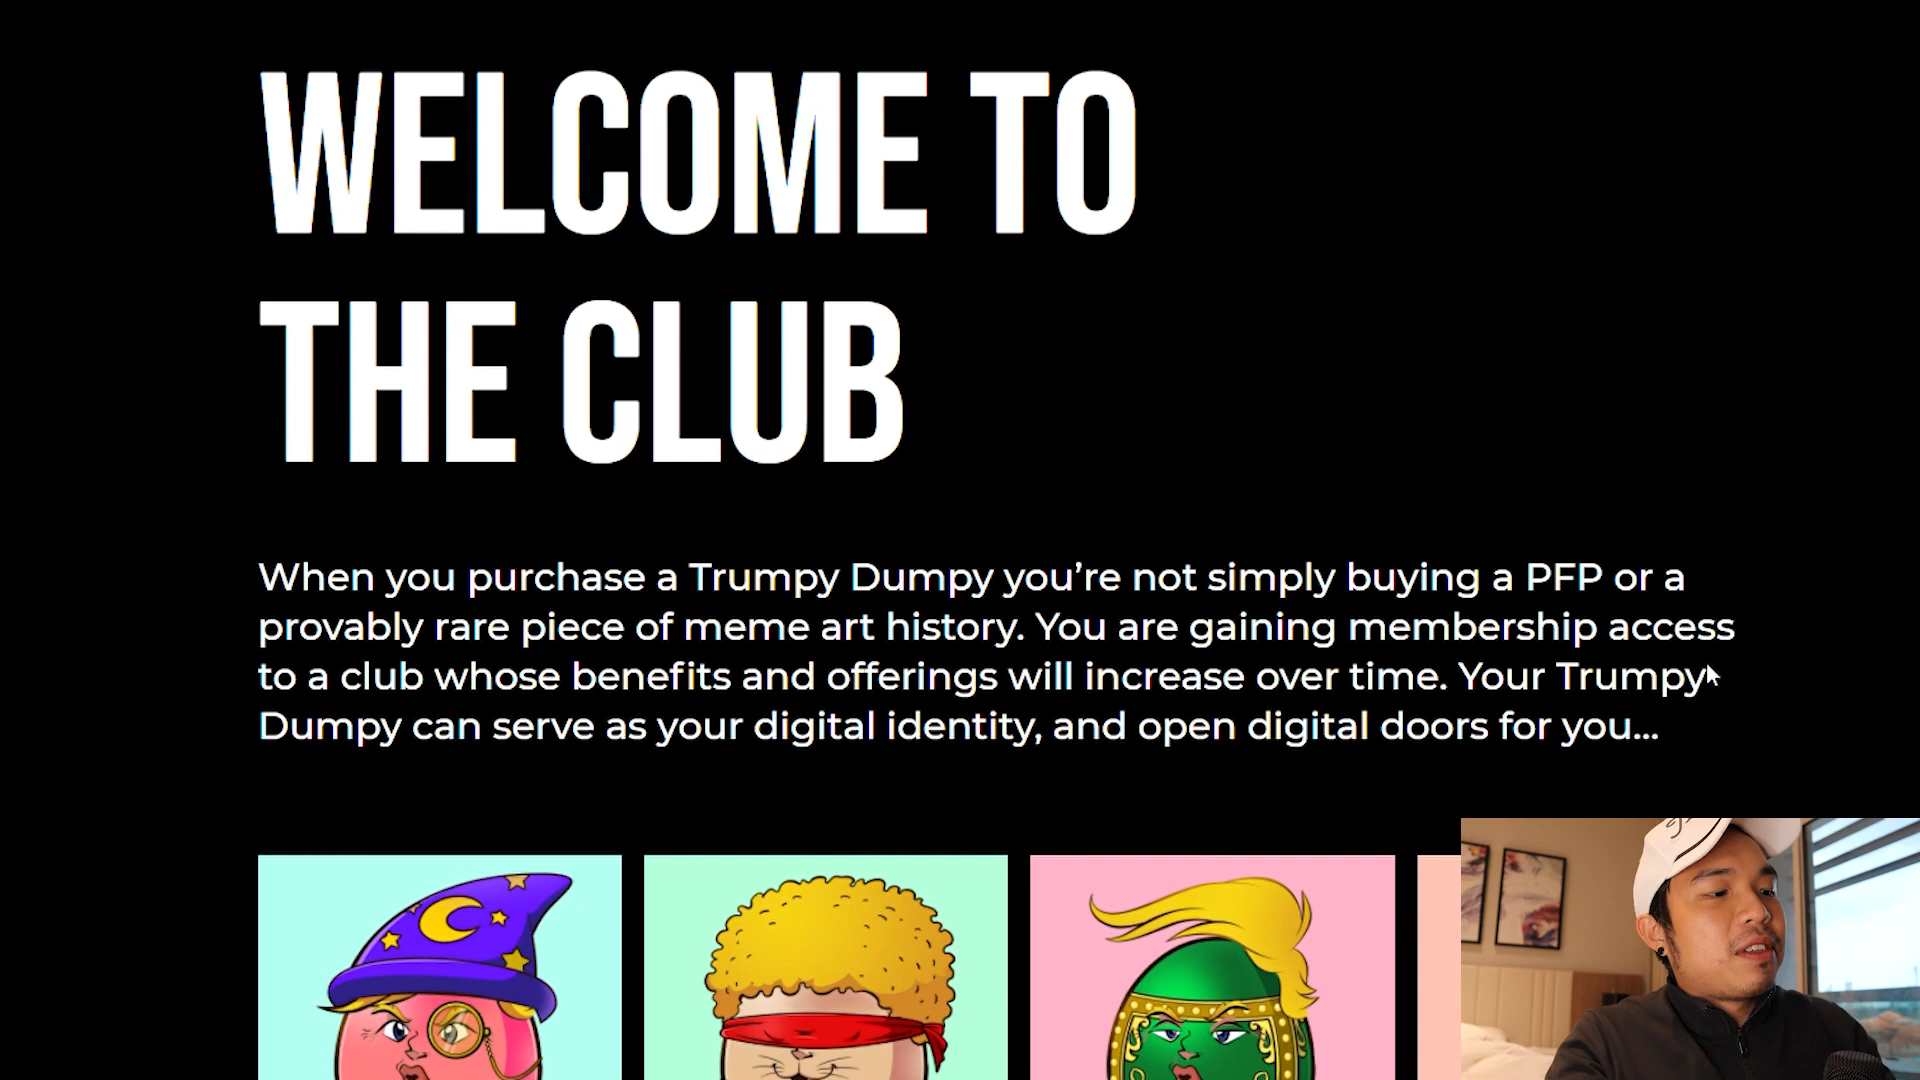 WELCOME TO
THE CLUB
When you purchase a Trumpy Dumpy you’re not simply buying a PFP or a
provably rare piece of meme art history. You are gaining membership access
to a club whose benefits and offerings will increase over time. Your Trumpy
Dumpy can serve as your digital identity, and open digital doors for you...